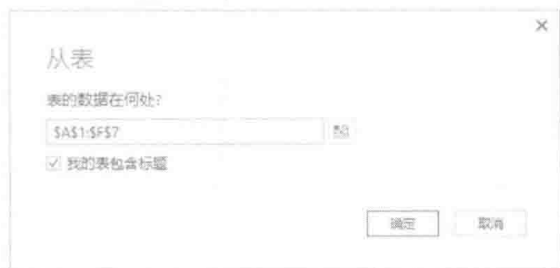 从表
表的数据在何处?
$A$1:$F$7
我的表包含标题
确定
取消